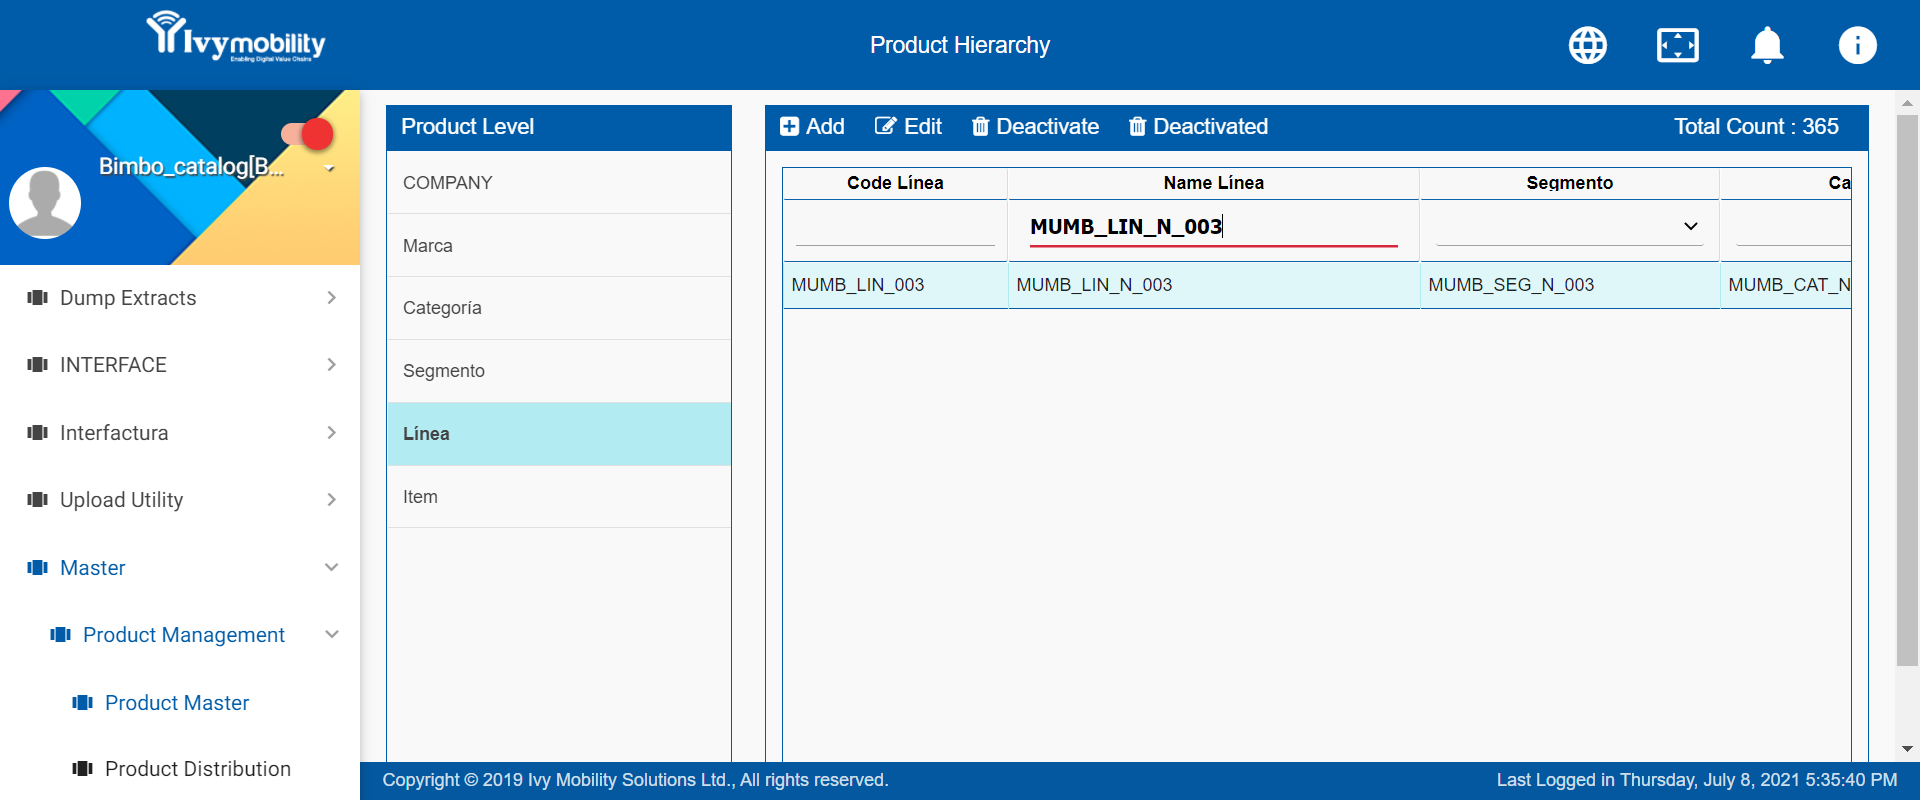 Ivymobility
Enabling Digital Value Chains
Product Hierarchy
Bimbo_catalog[B...
Dump Extracts
INTERFACE
Interfactura
Upload Utility
Master
Product Management
Product Master
Product Distribution
Product Level
COMPANY
Marca
Categoría
Segmento
Línea
Item
Add Edit Deactivate Deactivated Total Count : 365
Code Línea Name Línea Segmento Ca
MUMB_LIN_N_003
MUMB_LIN_003 MUMB_LIN_N_003 MUMB_SEG_N_003 MUMB_CAT_N
Copyright © 2019 Ivy Mobility Solutions Ltd., All rights reserved. Last Logged in Thursday, July 8, 2021 5:35:40 PM